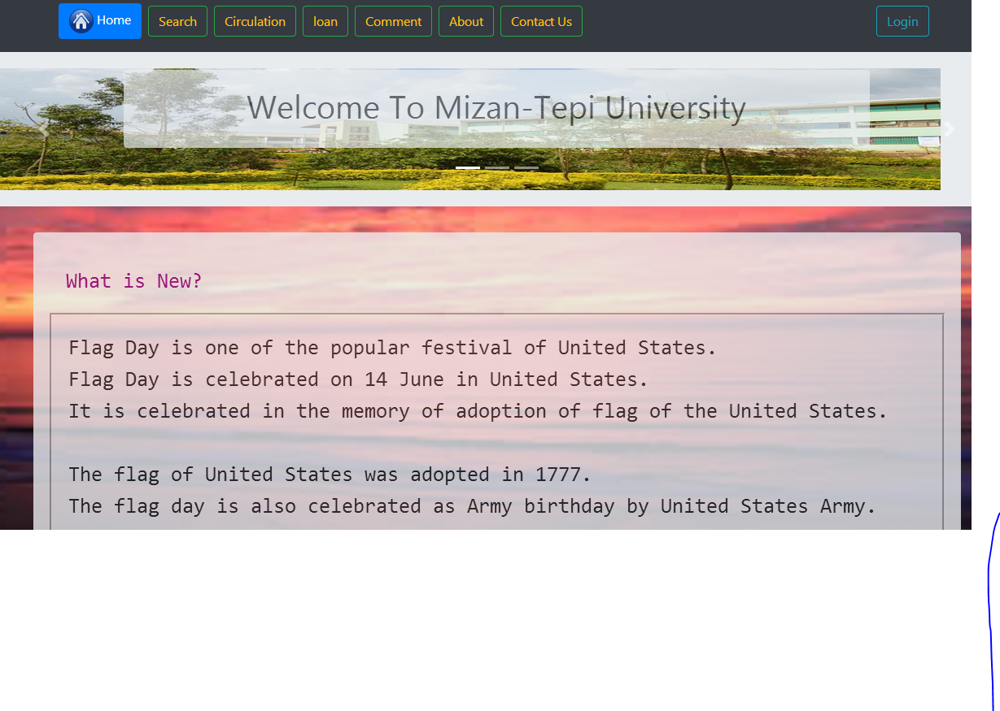 Home Search Circulation loan Comment About Contact Us Login
Welcome To Mizan-Tepi University
What is New?
Flag Day is one of the popular festival of United States.
Flag Day is celebrated on 14 June in United States.
It is celebrated in the memory of adoption of flag of the United States.
The flag of United States was adopted in 1777.
The flag day is also celebrated as Army birthday by United States Army.